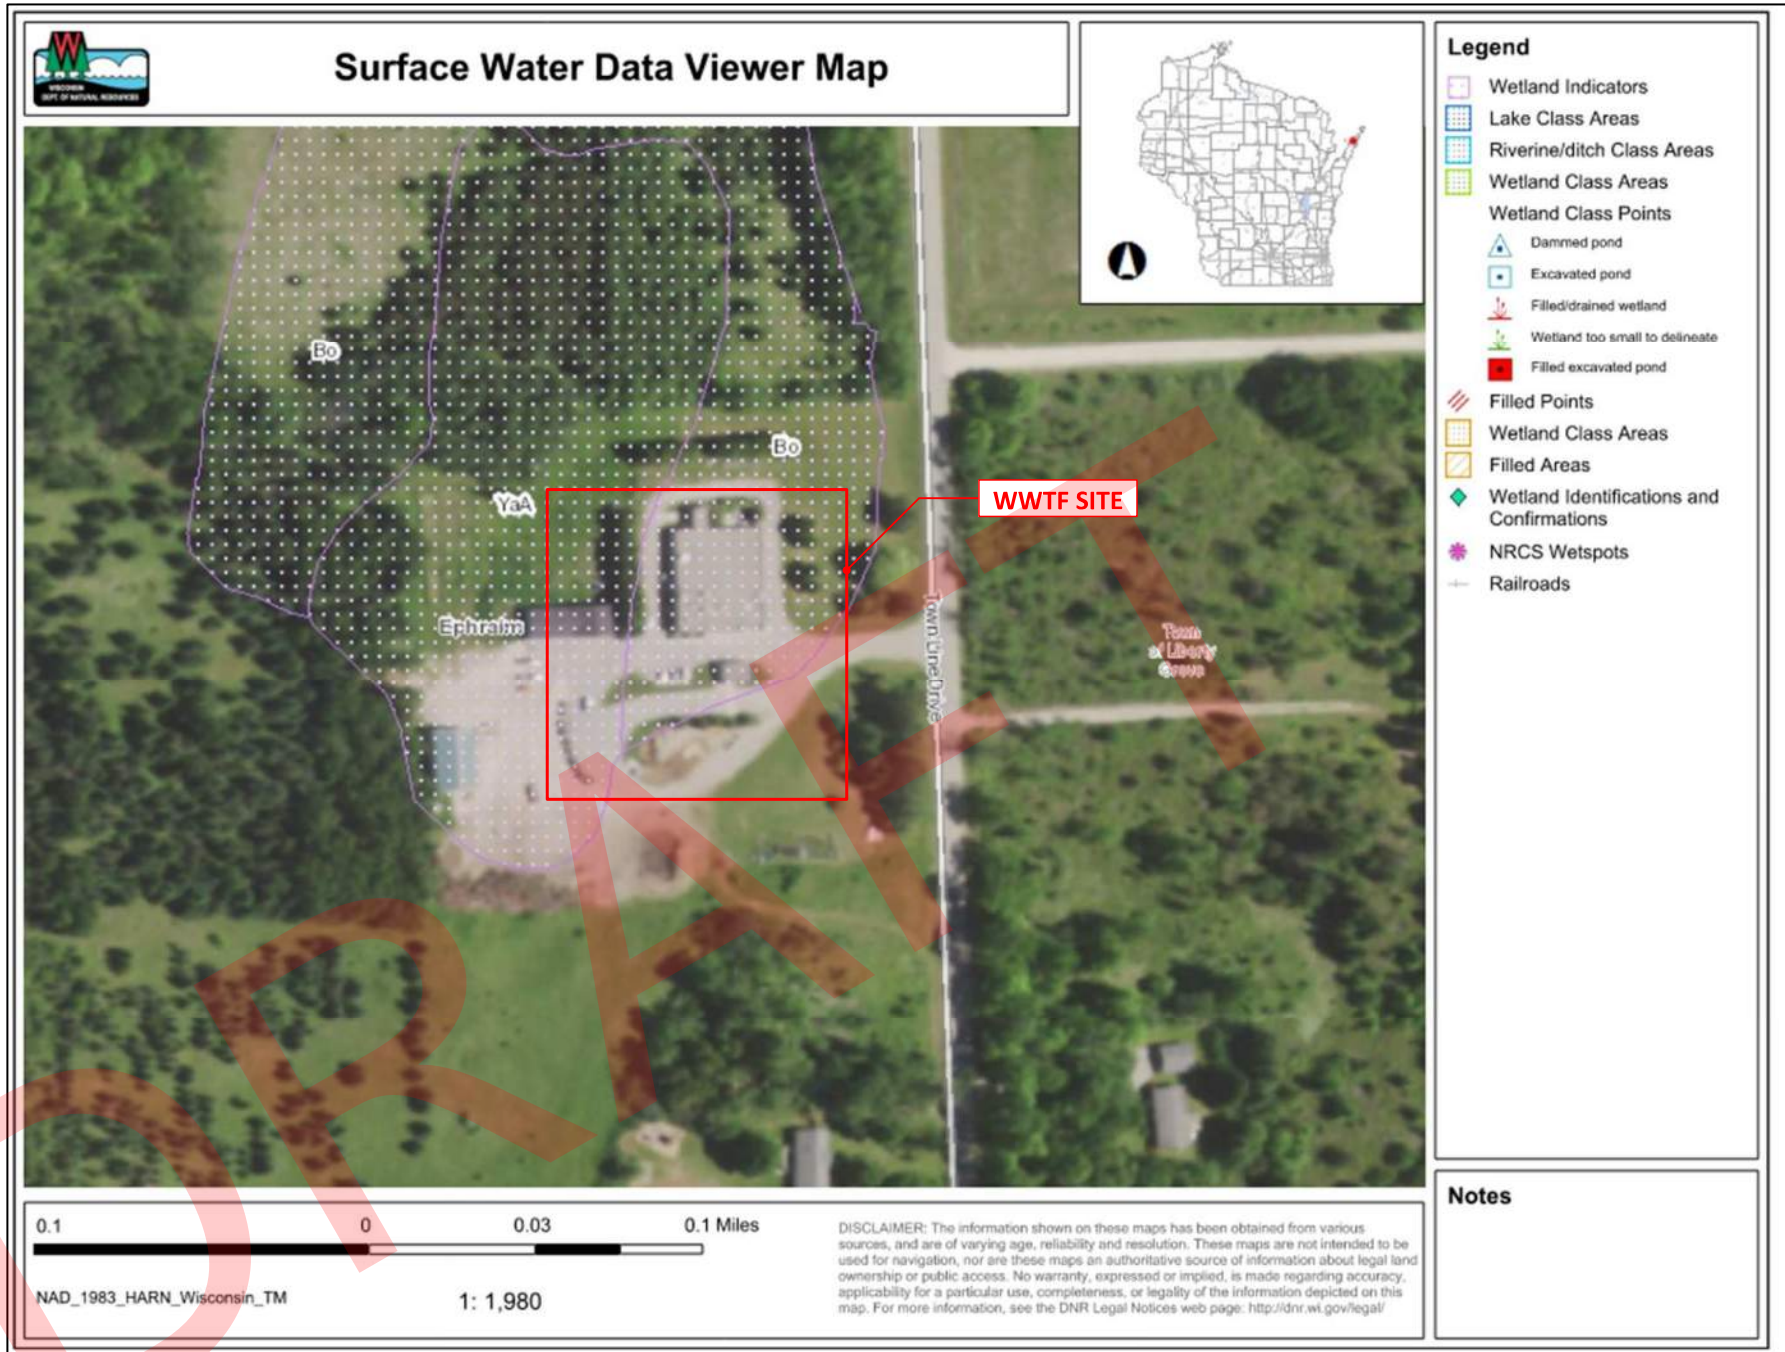 WISCONSIN
DEPT. OF NATURAL RESOURCES
Surface Water Data Viewer Map
Legend
Wetland Indicators
Lake Class Areas
Riverine/ditch Class Areas
Wetland Class Areas
Wetland Class Points
Dammed pond
Excavated pond
Filled/drained wetland
Wetland too small to delineate
Filled excavated pond
Filled Points
Wetland Class Areas
Filled Areas
Wetland Identifications and
Confirmations
NRCS Wetspots
Railroads
Bo
Bo
YaA
WWTF SITE
Ephraim
Town Line Drive
Town
of Liberty
Grove
DRAFT
Notes
0.1 0 0.03 0.1 Miles
NAD_1983_HARN_Wisconsin_TM
1: 1,980
DISCLAIMER: The information shown on these maps has been obtained from various
sources, and are of varying age, reliability and resolution. These maps are not intended to be
used for navigation, nor are these maps an authoritative source of information about legal land
ownership or public access. No warranty, expressed or implied, is made regarding accuracy,
applicability for a particular use, completeness, or legality of the information depicted on this
map. For more information, see the DNR Legal Notices web page: http://dnr.wi.gov/legal/